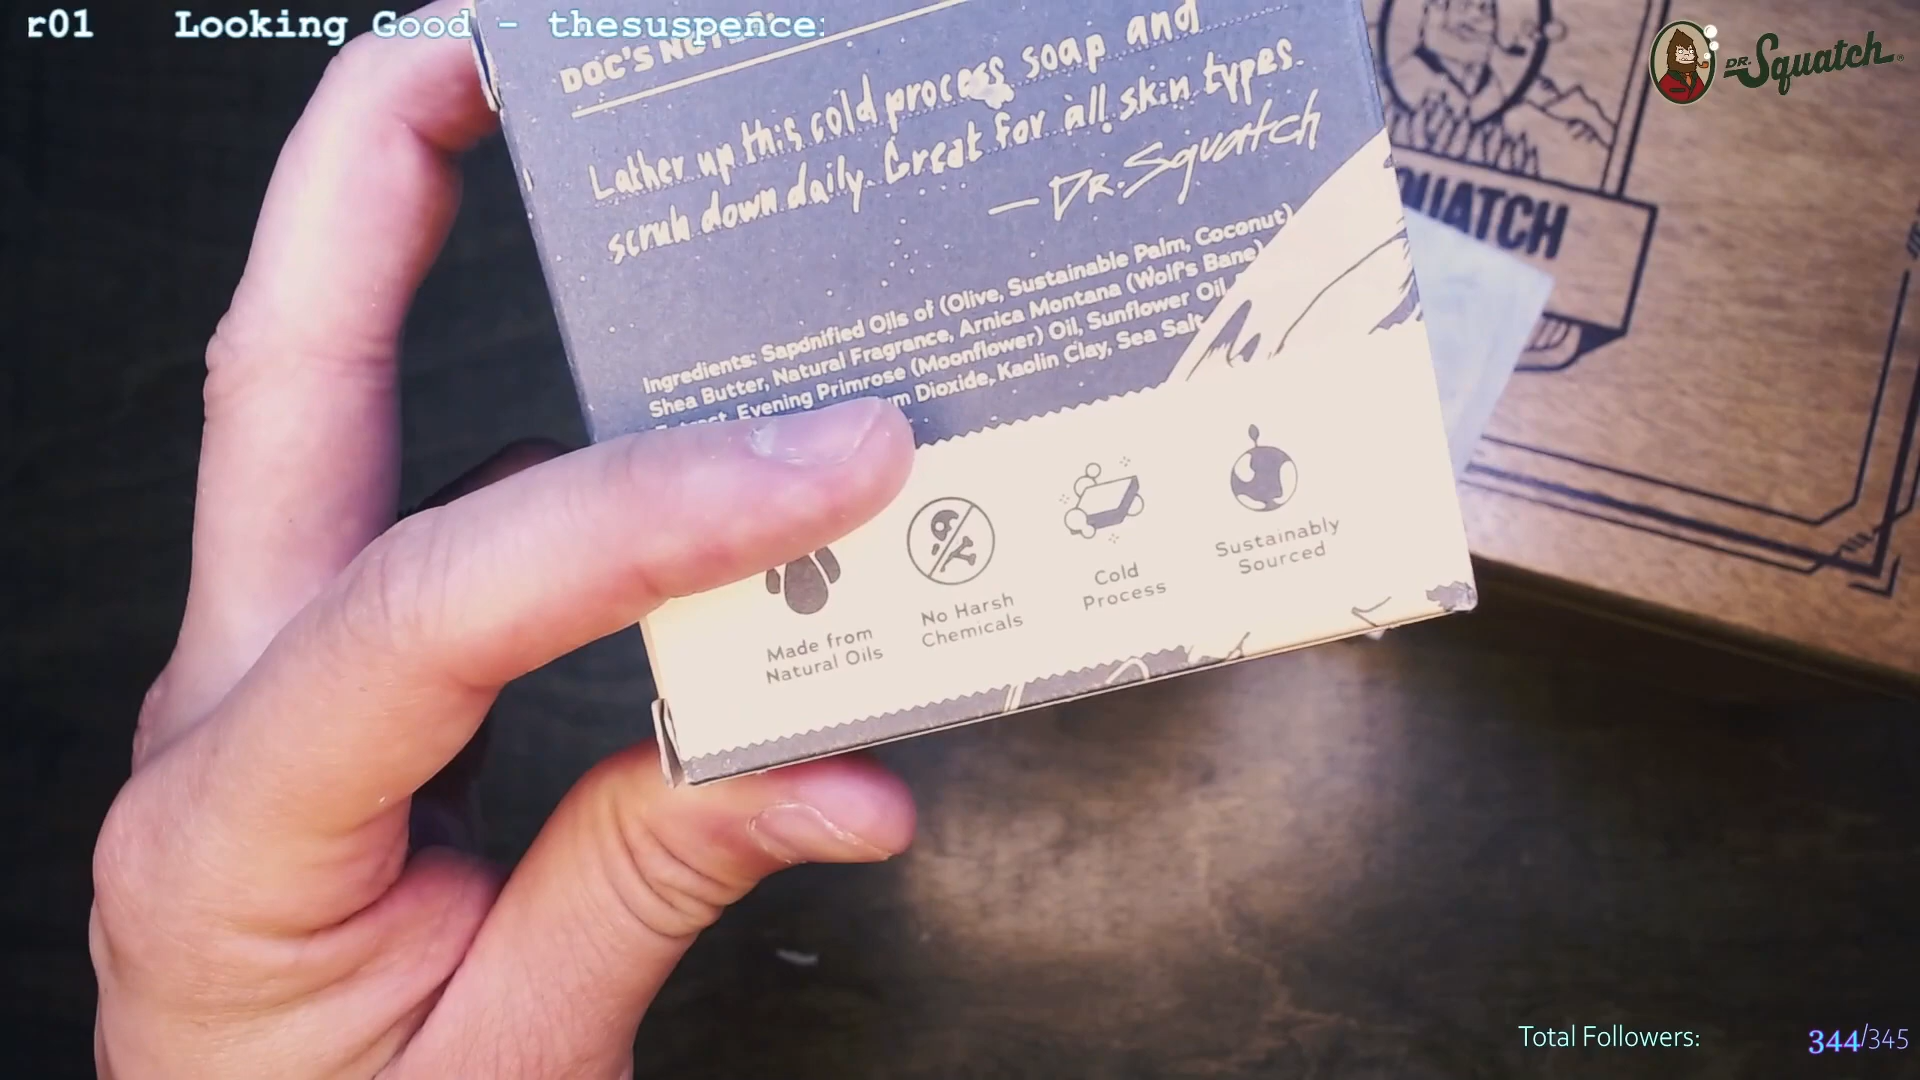 r01 Looking Good - thesuspence
DR. Squatch
DOC'S
Lather up this cold process soap and
scrub down daily. Great for all skin types.
— Dr. Squatch
Ingredients: Saponified Oils of (Olive, Sustainable Palm, Coconut)
Shea Butter, Natural Fragrance, Arnica Montana (Wolf's Bane)
Evening Primrose (Moonflower) Oil, Sunflower Oil
Dioxide, Kaolin Clay, Sea Salt
Made from
Natural Oils
No Harsh
Chemicals
Cold
Process
Sustainably
Sourced
SQUATCH
Total Followers: 344/345